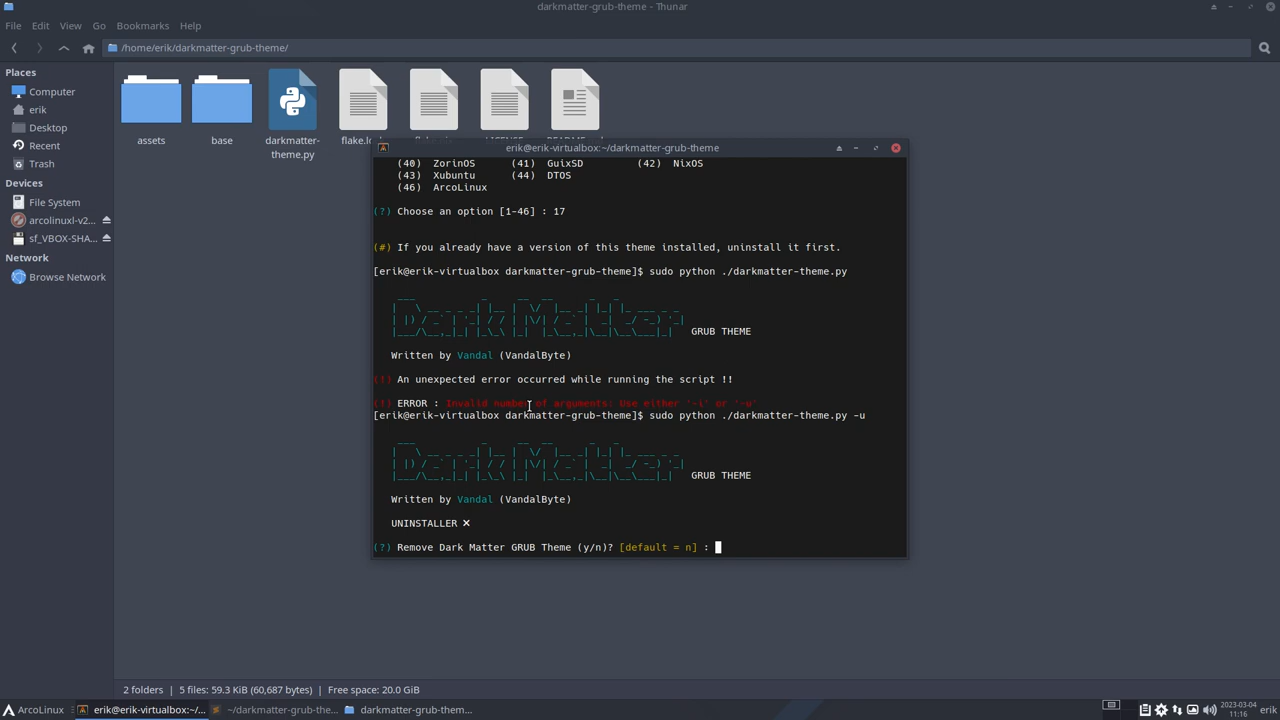 darkmatter-grub-theme - Thunar
File Edit View Go Bookmarks Help
/home/erik/darkmatter-grub-theme/
Places
Computer
erik
Desktop
Recent
Trash
Devices
File System
arcolinuxl-v2...
sf_VBOX-SHA...
Network
Browse Network
assets
base
darkmatter-
theme.py
erik@erik-virtualbox:~/darkmatter-grub-theme
(40) ZorinOS (41) GuixSD (42) NixOS
(43) Xubuntu (44) DTOS
(46) ArcoLinux
(?) Choose an option [1-46] : 17
(#) If you already have a version of this theme installed, uninstall it first.
[erik@erik-virtualbox darkmatter-grub-theme]$ sudo python ./darkmatter-theme.py
DarkMatter
GRUB THEME
Written by Vandal (VandalByte)
(!) An unexpected error occurred while running the script !!
(!) ERROR : Invalid number of arguments: Use either '-i' or '-u'
[erik@erik-virtualbox darkmatter-grub-theme]$ sudo python ./darkmatter-theme.py -u
DarkMatter
GRUB THEME
Written by Vandal (VandalByte)
UNINSTALLER ×
(?) Remove Dark Matter GRUB Theme (y/n)? [default = n] :
2 folders | 5 files: 59.3 KiB (60,687 bytes) | Free space: 20.0 GiB
ArcoLinux
erik@erik-virtualbox:~/...
~/darkmatter-grub-the...
darkmatter-grub-them...
2023-03-04
11:16
erik